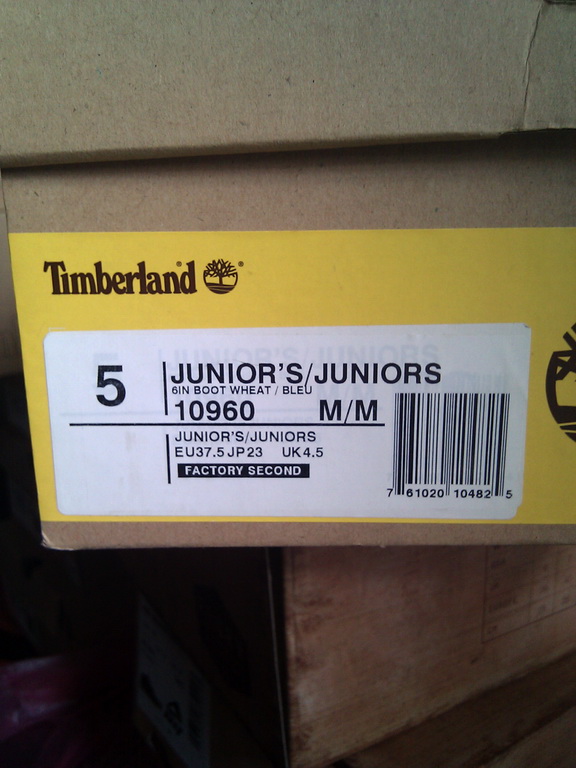 Timberland
5
JUNIOR'S/JUNIORS
6IN BOOT WHEAT / BLEU
10960 M/M
JUNIOR'S/JUNIORS
EU37.5 JP23 UK4.5
FACTORY SECOND
7 61020 10482 5